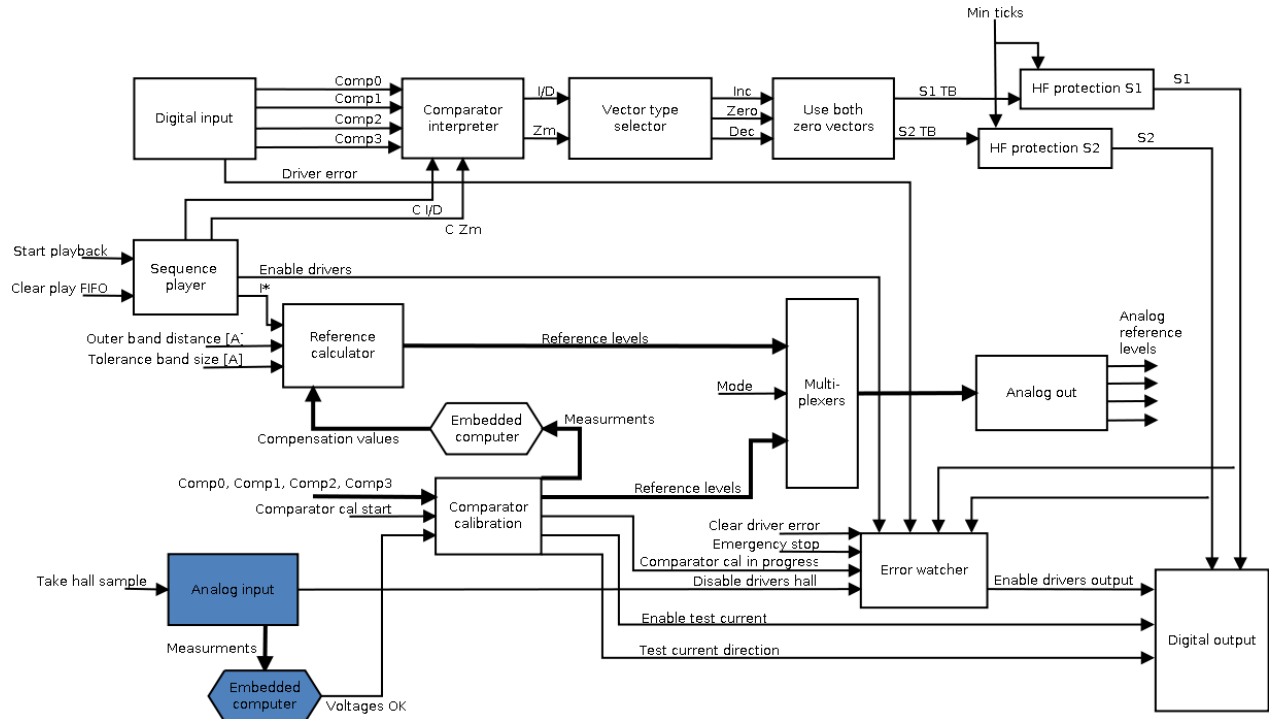 Min ticks
Digital input
Comp0
Comp1
Comp2
Comp3
Comparator
interpreter
I/D
Zm
Vector type
selector
Inc
Zero
Dec
Use both
zero vectors
S1 TB
S2 TB
HF protection S1
S1
HF protection S2
S2
Driver error
C I/D
C Zm
Start playback
Clear play FIFO
Sequence
player
Enable drivers
I*
Outer band distance [A]
Tolerance band size [A]
Reference
calculator
Reference levels
Mode
Multi-
plexers
Analog out
Analog
reference
levels
Compensation values
Embedded
computer
Measurments
Comp0, Comp1, Comp2, Comp3
Comparator cal start
Comparator
calibration
Reference levels
Clear driver error
Emergency stop
Comparator cal in progress
Disable drivers hall
Error watcher
Enable drivers output
Take hall sample
Analog input
Enable test current
Test current direction
Digital output
Measurments
Embedded
computer
Voltages OK